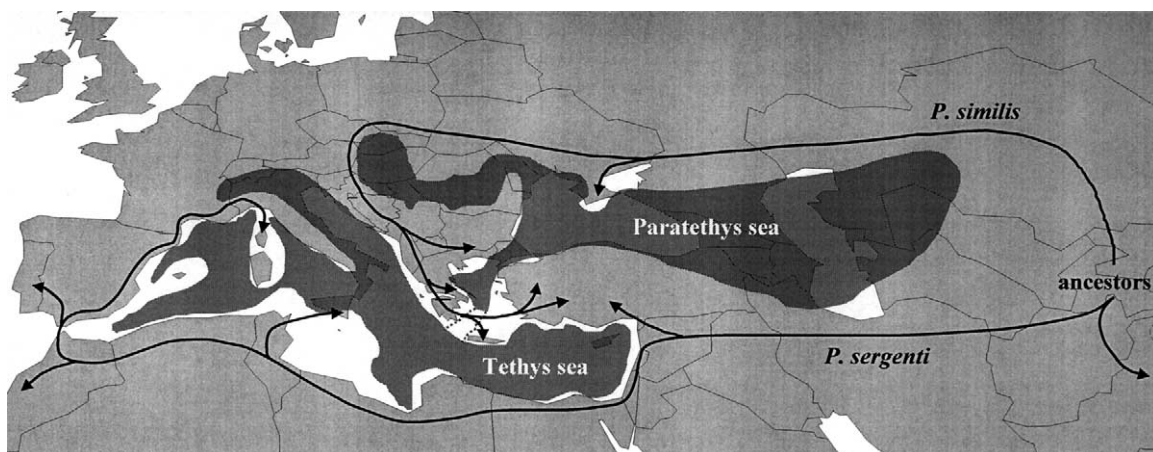 P. similis
Paratethys sea
ancestors
P. sergenti
Tethys sea